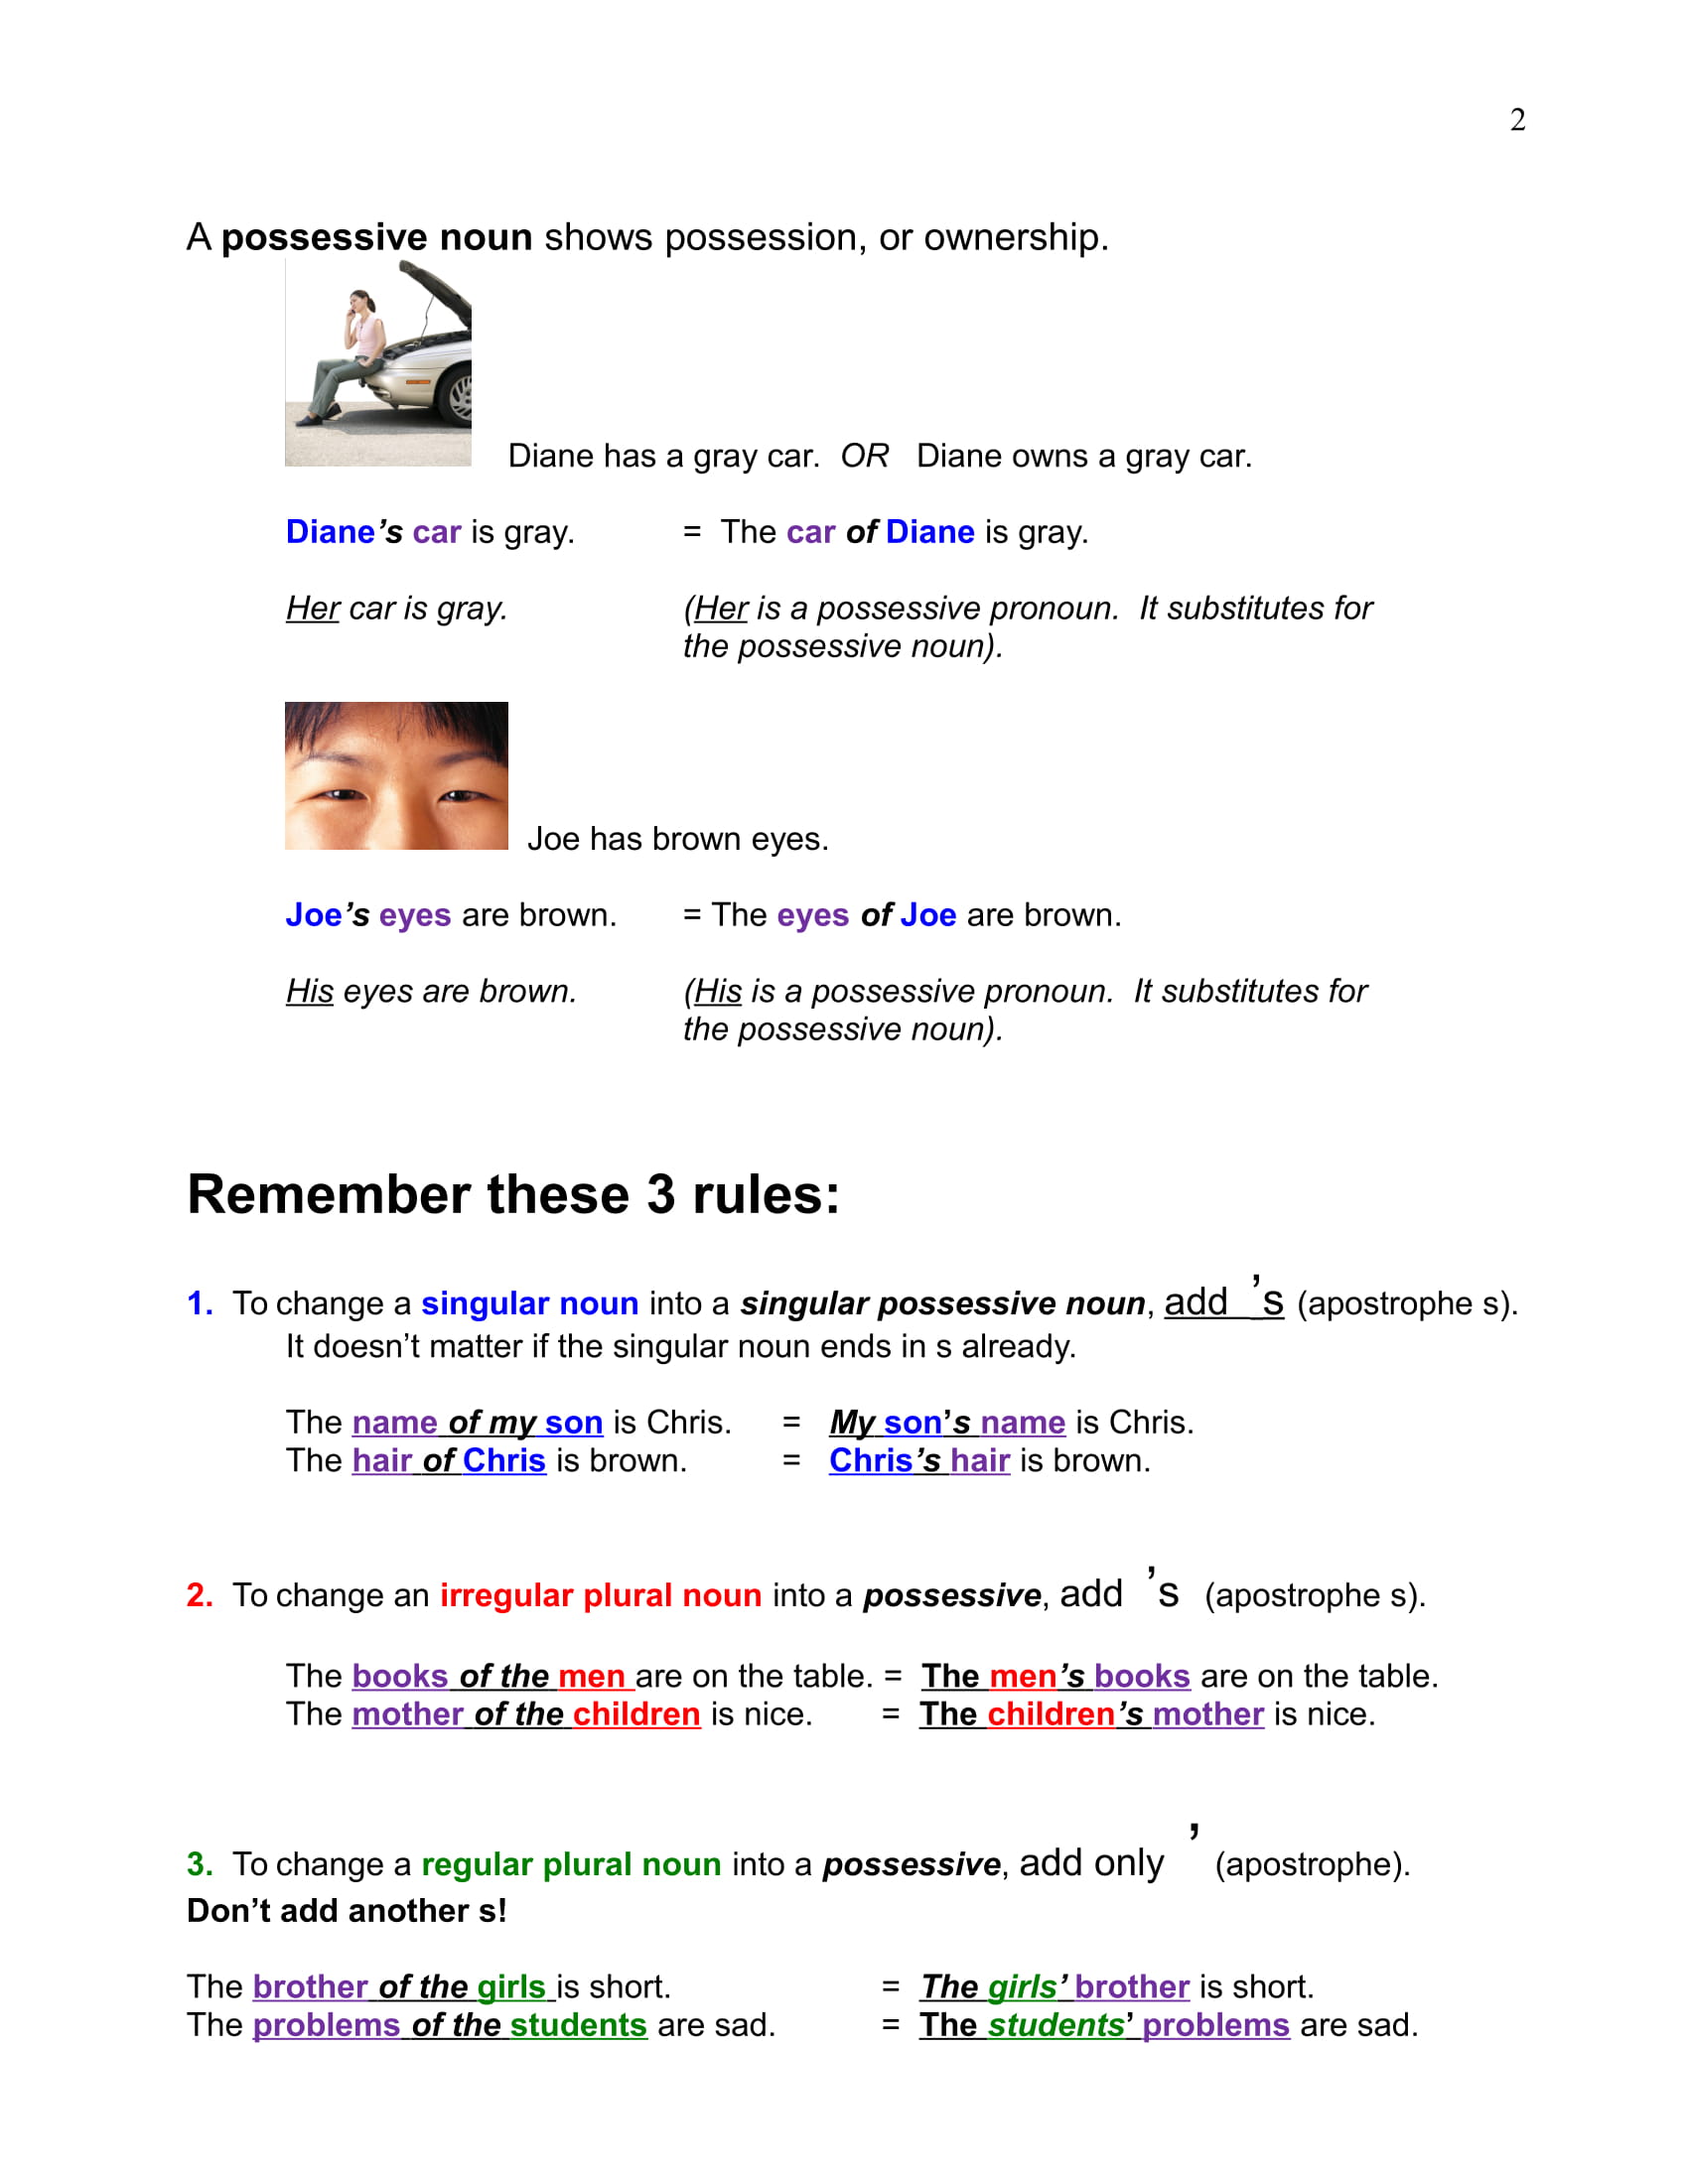 2
A possessive noun shows possession, or ownership.
Diane has a gray car.  OR   Diane owns a gray car.
Diane’s car is gray. =  The car of Diane is gray.
Her car is gray. (Her is a possessive pronoun.  It substitutes for
the possessive noun).
Joe has brown eyes.
Joe’s eyes are brown. = The eyes of Joe are brown.
His eyes are brown. (His is a possessive pronoun.  It substitutes for
the possessive noun).
Remember these 3 rules:
1.  To change a singular noun into a singular possessive noun, add  ’s (apostrophe s).
It doesn’t matter if the singular noun ends in s already.
The name of my son is Chris. =  My son’s name is Chris.
The hair of Chris is brown. =  Chris’s hair is brown.
2.  To change an irregular plural noun into a possessive, add  ’s  (apostrophe s).
The books of the men are on the table. =  The men’s books are on the table.
The mother of the children is nice. =  The children’s mother is nice.
3.  To change a regular plural noun into a possessive, add only  ’ (apostrophe).
Don’t add another s!
The brother of the girls is short. =  The girls’ brother is short.
The problems of the students are sad. =  The students’ problems are sad.